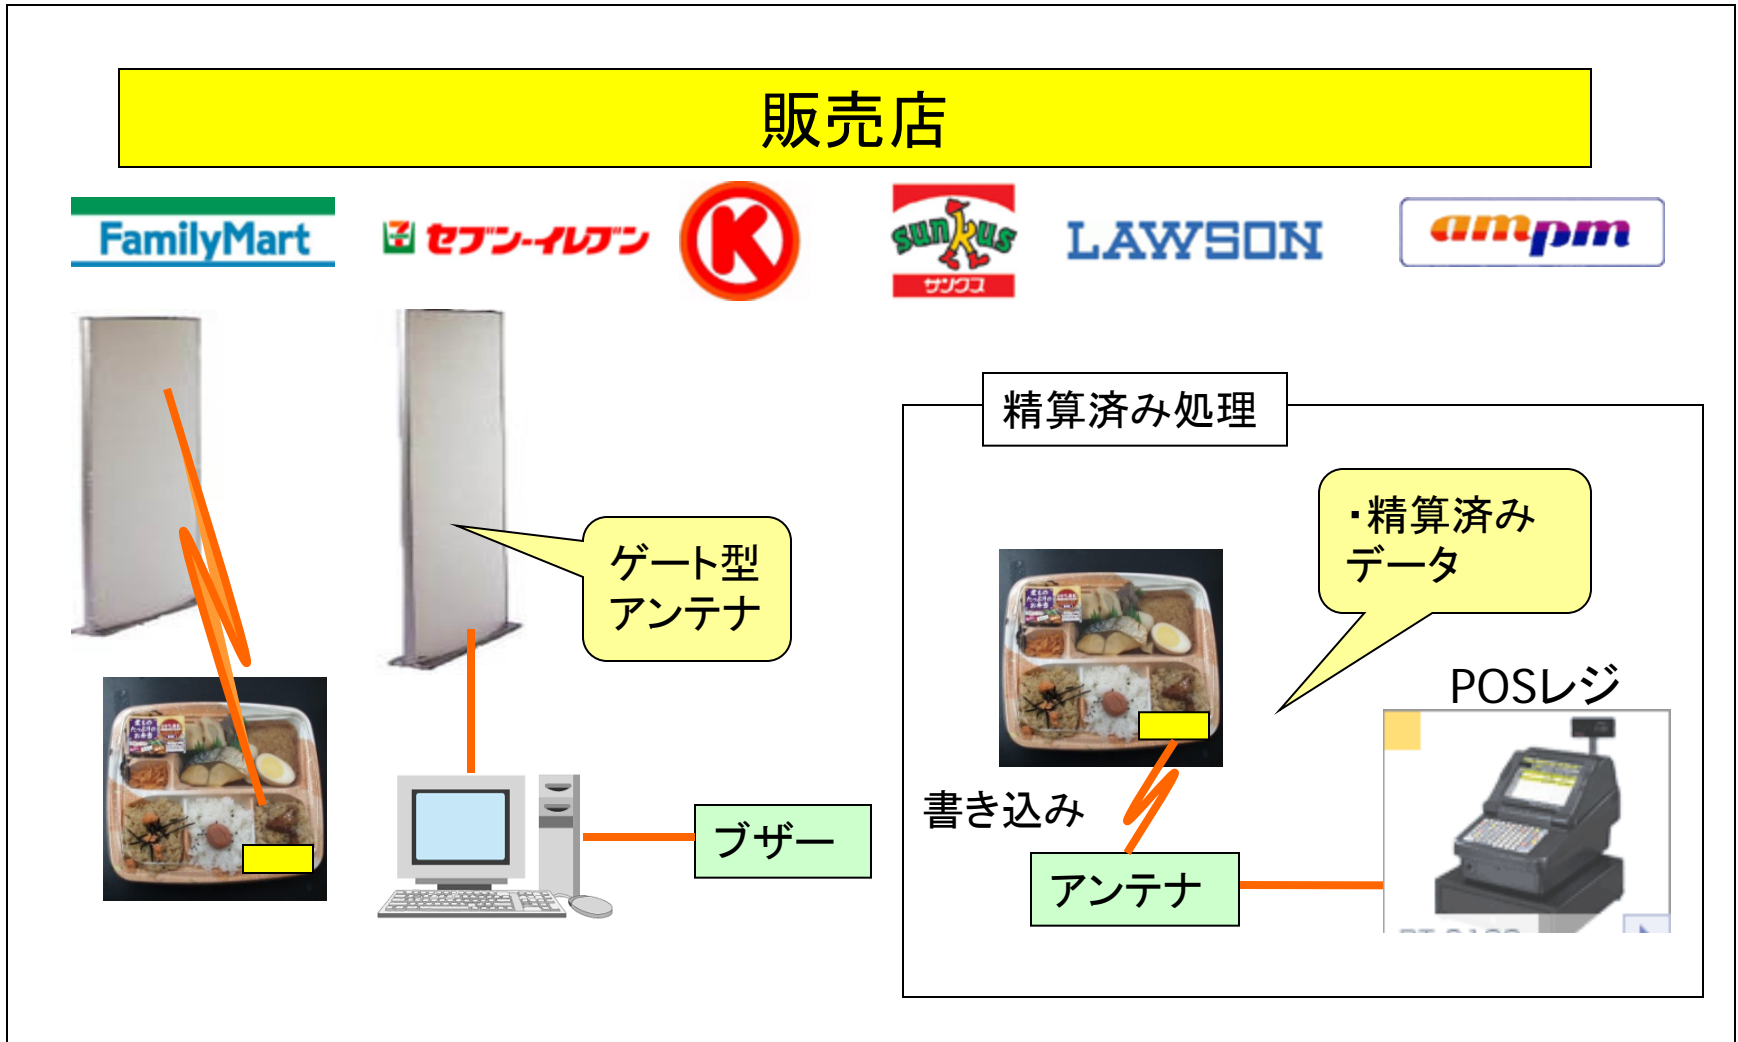 販売店
FamilyMart
セブン-イレブン
K
sunkus
サンクス
LAWSON
ampm
精算済み処理
・精算済み
データ
ゲート型
アンテナ
POSレジ
書き込み
ブザー
アンテナ